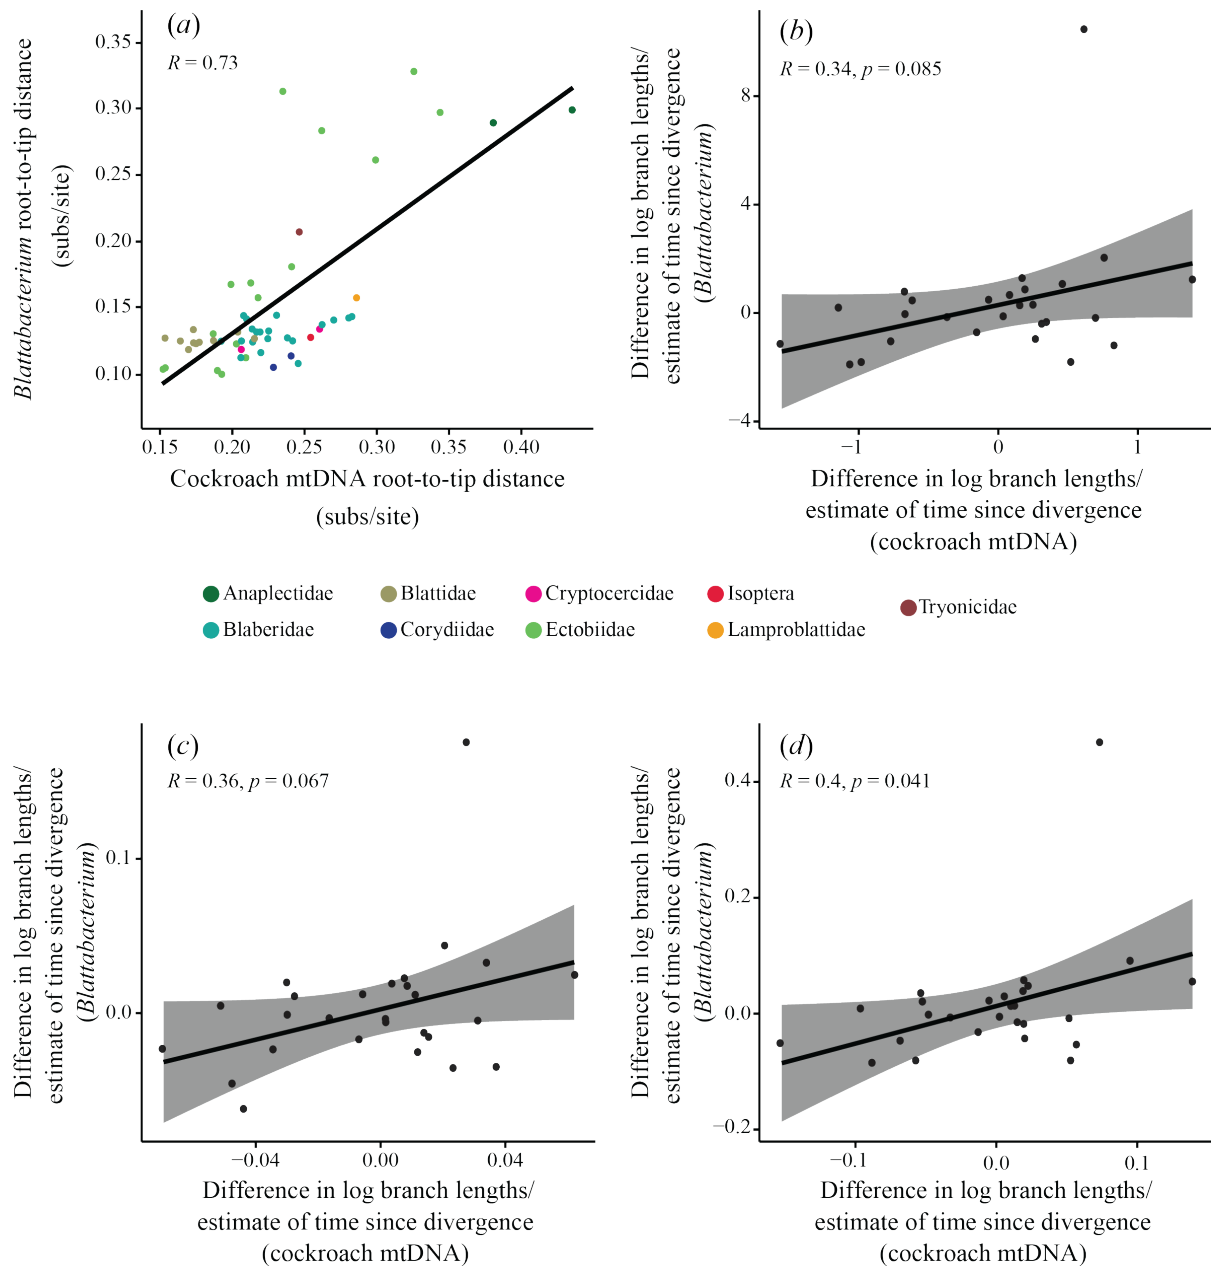 (a)
R = 0.73
Blattabacterium root-to-tip distance
(subs/site)
0.35
0.30
0.25
0.20
0.15
0.10
0.15
0.20
0.25
0.30
0.35
0.40
Cockroach mtDNA root-to-tip distance
(subs/site)
(b)
R = 0.34, p = 0.085
Difference in log branch lengths/
estimate of time since divergence
(Blattabacterium)
8
4
0
−4
−1
0
1
Difference in log branch lengths/
estimate of time since divergence
(cockroach mtDNA)
Anaplectidae
Blattidae
Cryptocercidae
Isoptera
Tryonicidae
Blaberidae
Corydiidae
Ectobiidae
Lamproblattidae
(c)
R = 0.36, p = 0.067
Difference in log branch lengths/
estimate of time since divergence
(Blattabacterium)
0.1
0.0
−0.04
0.00
0.04
Difference in log branch lengths/
estimate of time since divergence
(cockroach mtDNA)
(d)
R = 0.4, p = 0.041
Difference in log branch lengths/
estimate of time since divergence
(Blattabacterium)
0.4
0.2
0.0
−0.2
−0.1
0.0
0.1
Difference in log branch lengths/
estimate of time since divergence
(cockroach mtDNA)